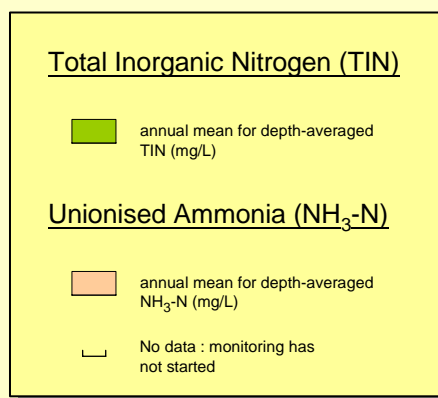 Total Inorganic Nitrogen (TIN)
annual mean for depth-averaged
TIN (mg/L)
Unionised Ammonia (NH₃-N)
annual mean for depth-averaged
NH₃-N (mg/L)
No data : monitoring has
not started